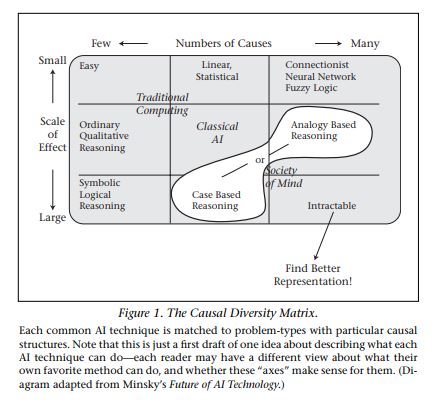 Few ← Numbers of Causes → Many
Small
Scale
of
Effect
Large
Easy
Linear,
Statistical
Connectionist
Neural Network
Fuzzy Logic
Traditional
Computing
Ordinary
Qualitative
Reasoning
Classical
AI
Analogy Based
Reasoning
or
Society
of Mind
Symbolic
Logical
Reasoning
Case Based
Reasoning
Intractable
Find Better
Representation!
Figure 1. The Causal Diversity Matrix.
Each common AI technique is matched to problem-types with particular causal
structures. Note that this is just a first draft of one idea about describing what each
AI technique can do—each reader may have a different view about what their
own favorite method can do, and whether these “axes” make sense for them. (Di-
agram adapted from Minsky's Future of AI Technology.)